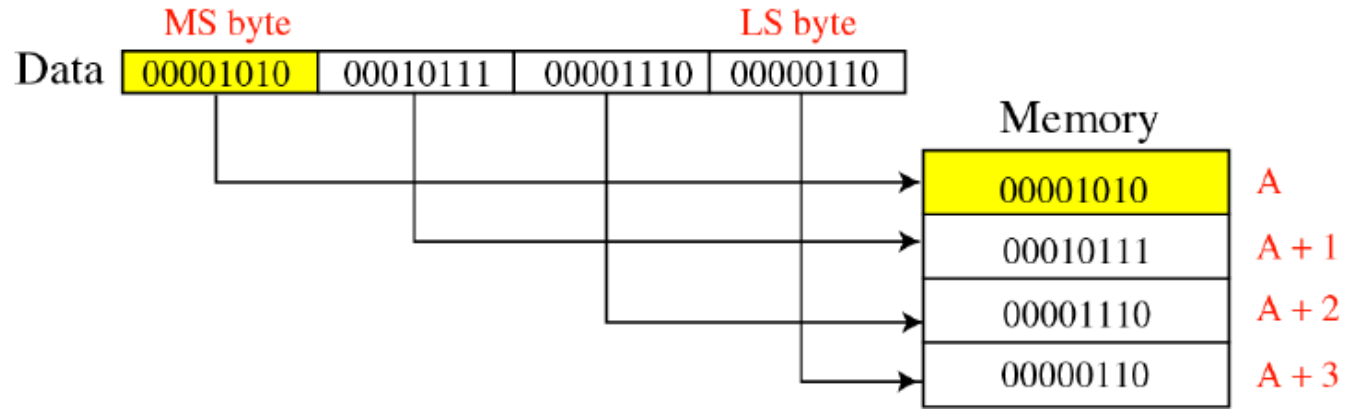 MS byte LS byte
Data 00001010 00010111 00001110 00000110
Memory
00001010 A
00010111 A + 1
00001110 A + 2
00000110 A + 3